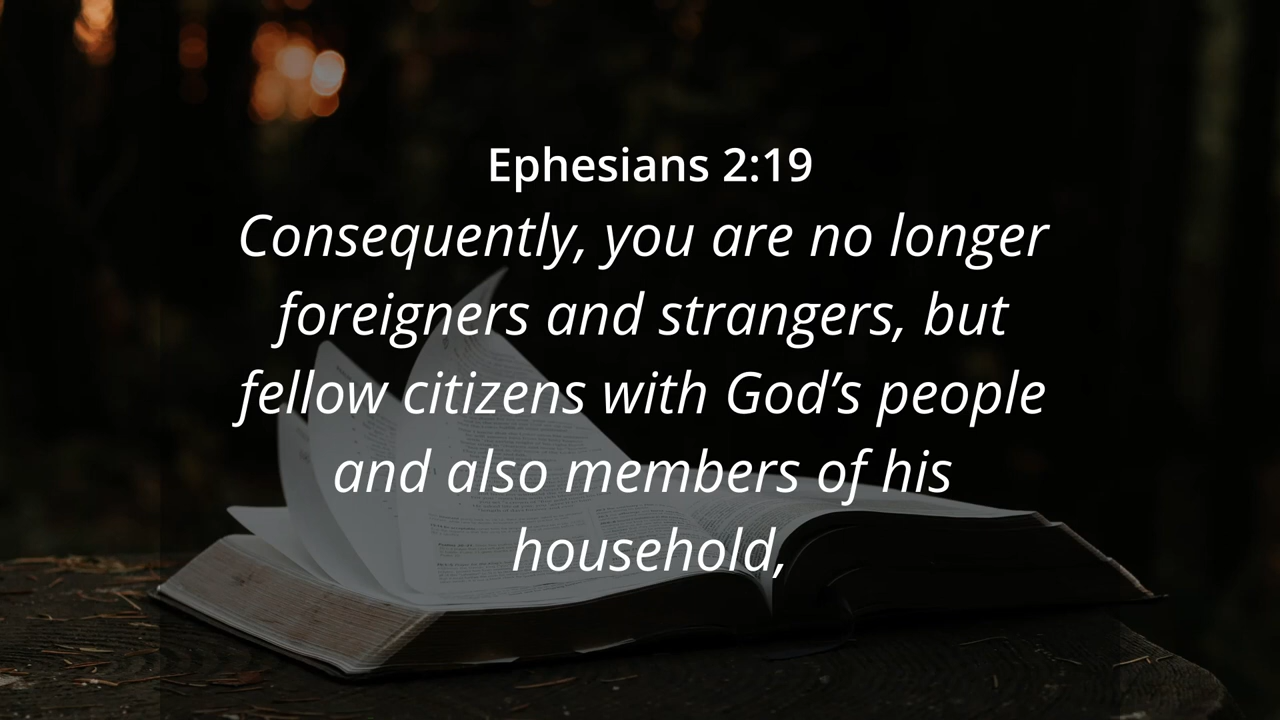 Ephesians 2:19
Consequently, you are no longer
foreigners and strangers, but
fellow citizens with God’s people
and also members of his
household,